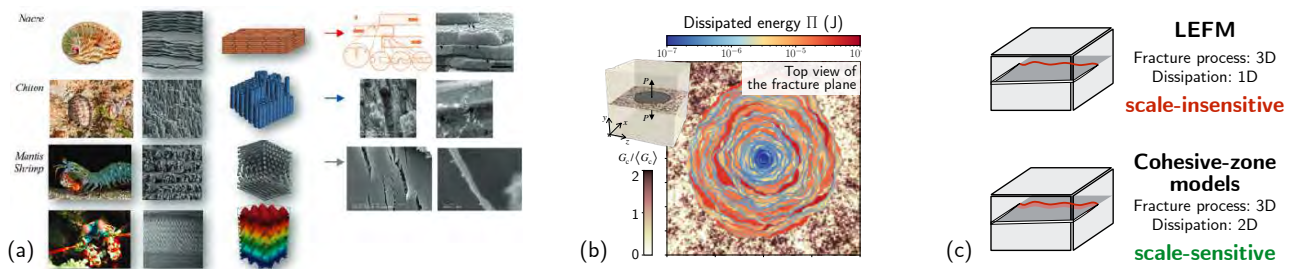 Nacre
Chiton
Mantis
Shrimp
(a)
Dissipated energy Π (J)
10⁻⁷
10⁻⁶
10⁻⁵
Top view of
the fracture plane
P
P
y
x
z
G_c/⟨G_c⟩
2
1
0
(b)
LEFM
Fracture process: 3D
Dissipation: 1D
scale-insensitive
Cohesive-zone
models
Fracture process: 3D
Dissipation: 2D
scale-sensitive
(c)